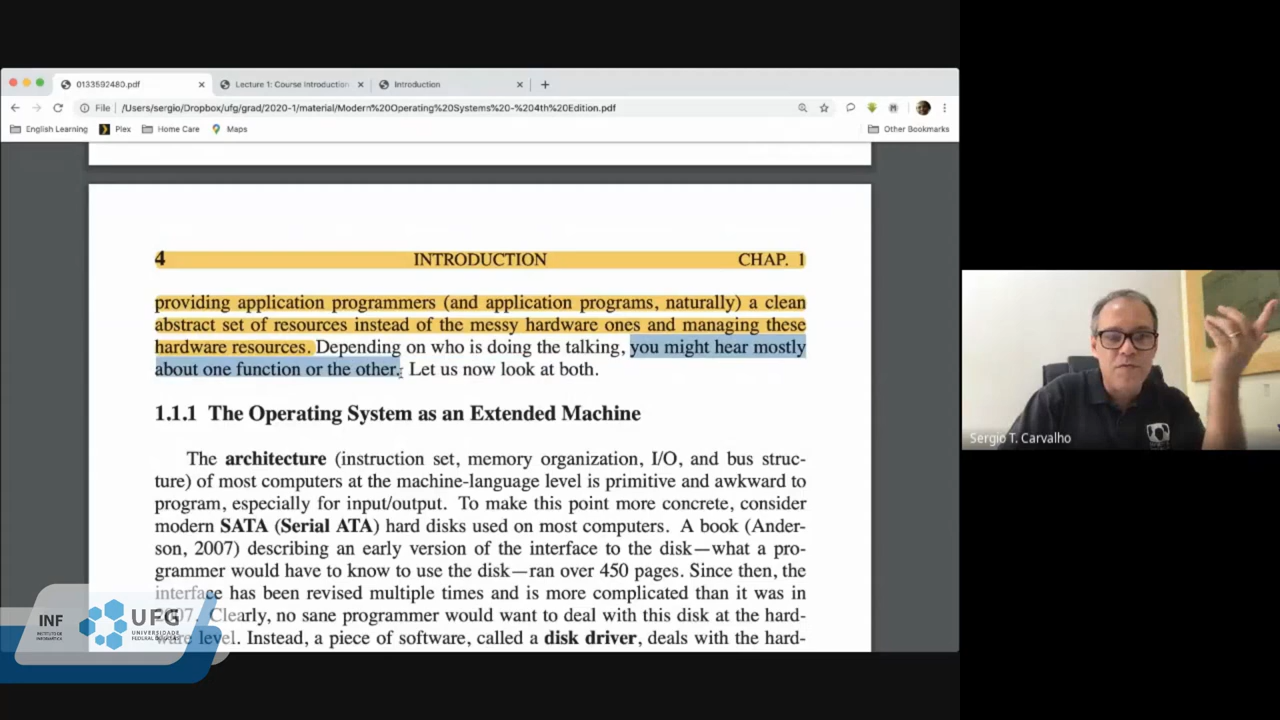 0133592480.pdf
Lecture 1: Course Introduction
Introduction
File | /Users/sergio/Dropbox/ufg/grad/2020-1/material/Modern%20Operating%20Systems%20-%204th%20Edition.pdf
English Learning Plex Home Care Maps Other Bookmarks
4 INTRODUCTION CHAP. 1
providing application programmers (and application programs, naturally) a clean
abstract set of resources instead of the messy hardware ones and managing these
hardware resources. Depending on who is doing the talking, you might hear mostly
about one function or the other. Let us now look at both.
1.1.1 The Operating System as an Extended Machine
The architecture (instruction set, memory organization, I/O, and bus struc-
ture) of most computers at the machine-language level is primitive and awkward to
program, especially for input/output. To make this point more concrete, consider
modern SATA (Serial ATA) hard disks used on most computers. A book (Ander-
son, 2007) describing an early version of the interface to the disk—what a pro-
grammer would have to know to use the disk—ran over 450 pages. Since then, the
interface has been revised multiple times and is more complicated than it was in
2007. Clearly, no sane programmer would want to deal with this disk at the hard-
ware level. Instead, a piece of software, called a disk driver, deals with the hard-
Sergio T. Carvalho
INF
INSTITUTO DE
INFORMÁTICA
UFG
UNIVERSIDADE
FEDERAL DE GOIÁS